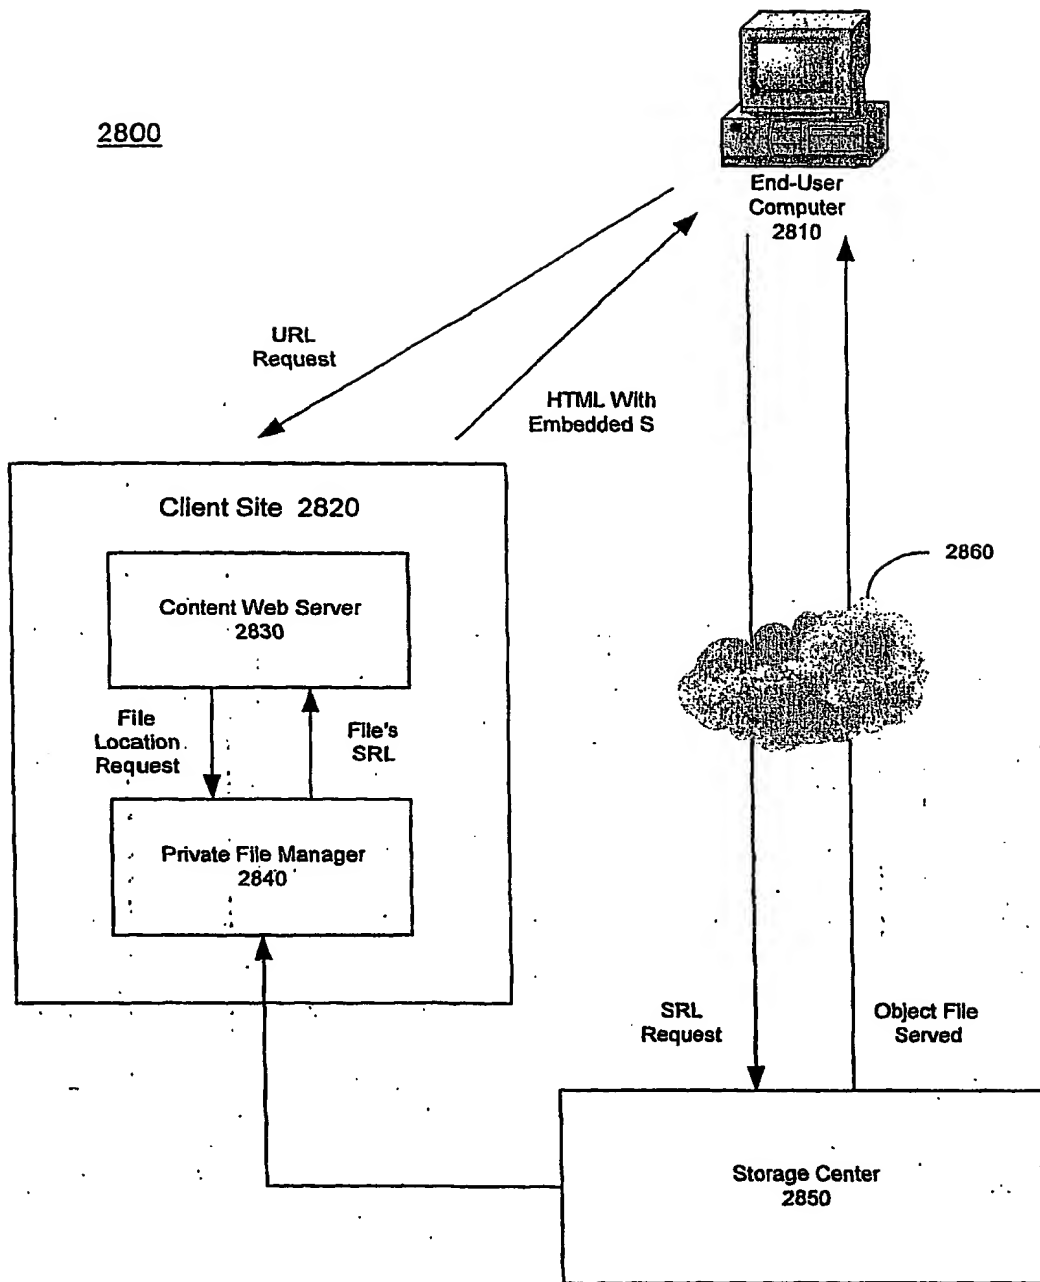 2800
End-User
Computer
2810
URL
Request
HTML With
Embedded S
Client Site 2820
2860
Content Web Server
2830
File
Location
Request
File's
SRL
Private File Manager
2840
SRL
Request
Object File
Served
Storage Center
2850